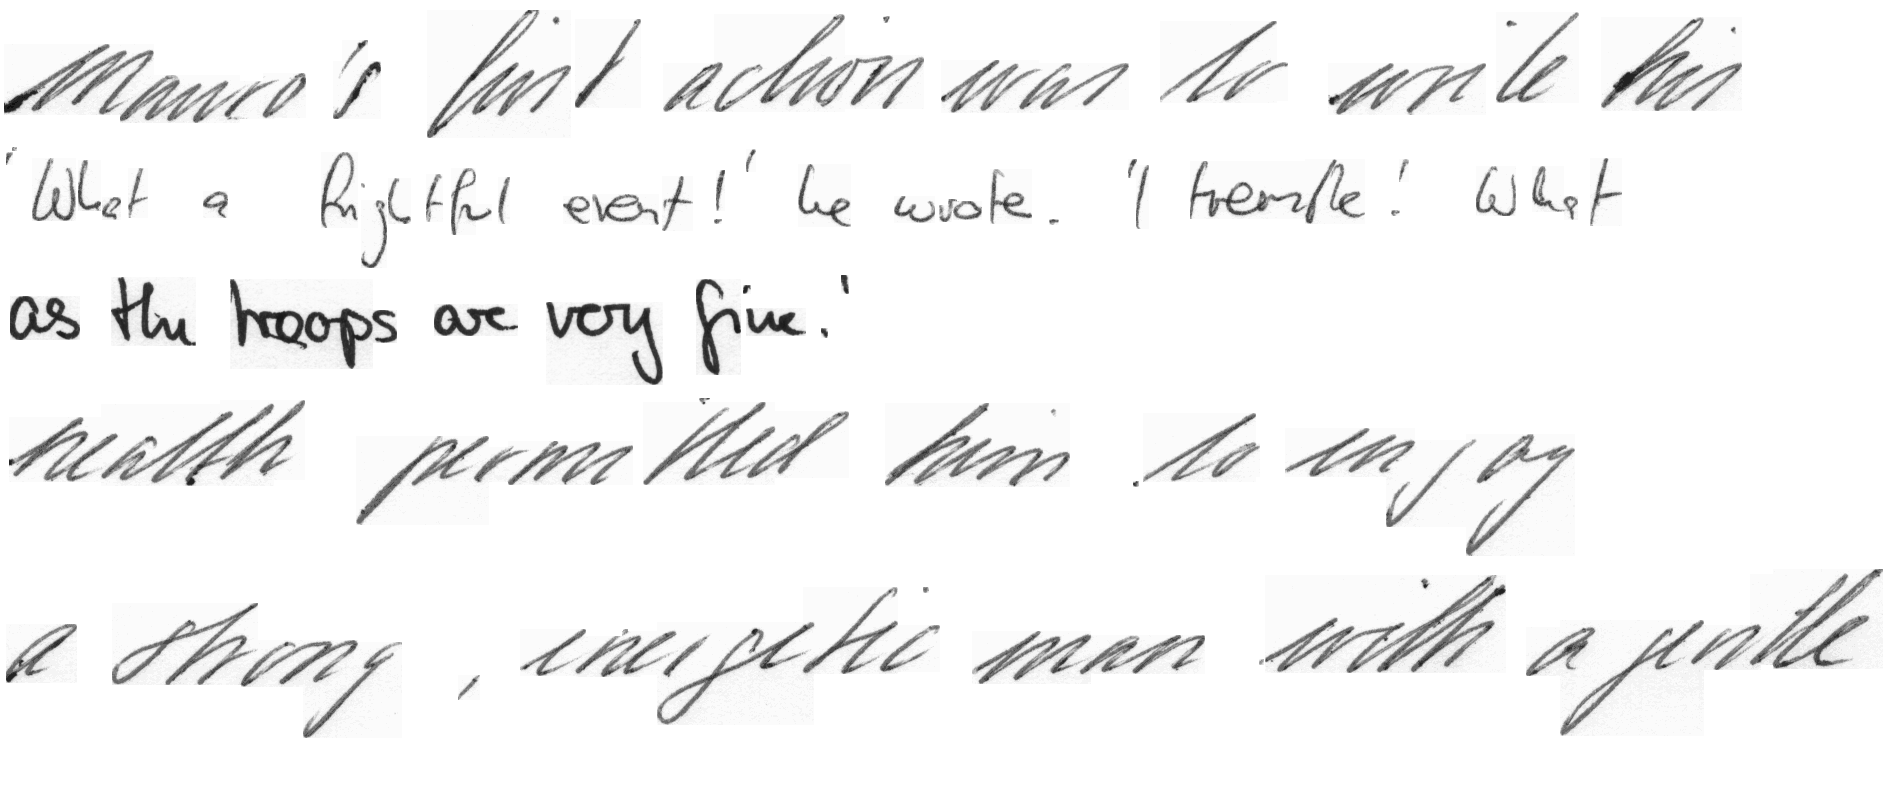 Mauro's first action was to write his
'What a frightful event!' he wrote. 'I tremble! What
as the troops are very fine.'
health permitted him to enjoy
a strong, energetic man with a gentle